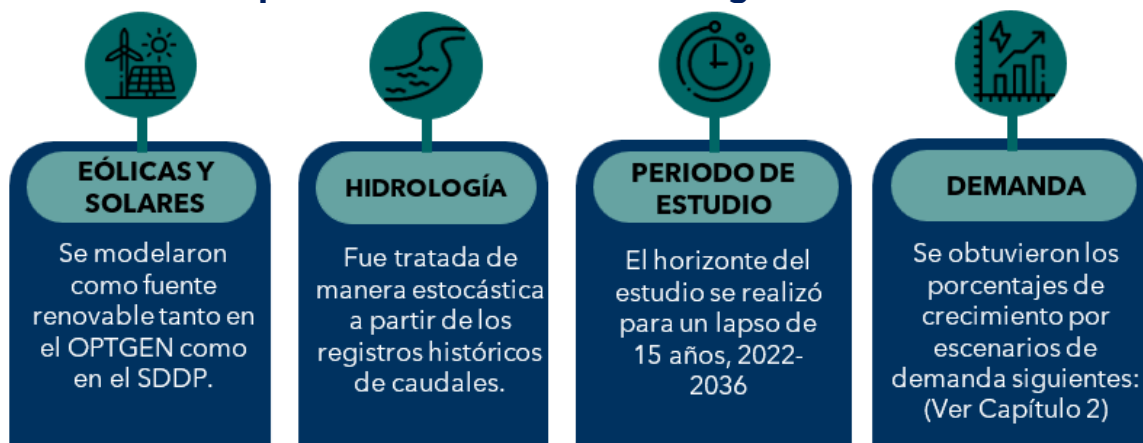 EÓLICAS Y
SOLARES
Se modelaron
como fuente
renovable tanto en
el OPTGEN como
en el SDDP.
HIDROLOGÍA
Fue tratada de
manera estocástica
a partir de los
registros históricos
de caudales.
PERIODO DE
ESTUDIO
El horizonte del
estudio se realizó
para un lapso de
15 años, 2022-
2036
DEMANDA
Se obtuvieron los
porcentajes de
crecimiento por
escenarios de
demanda siguientes:
(Ver Capítulo 2)